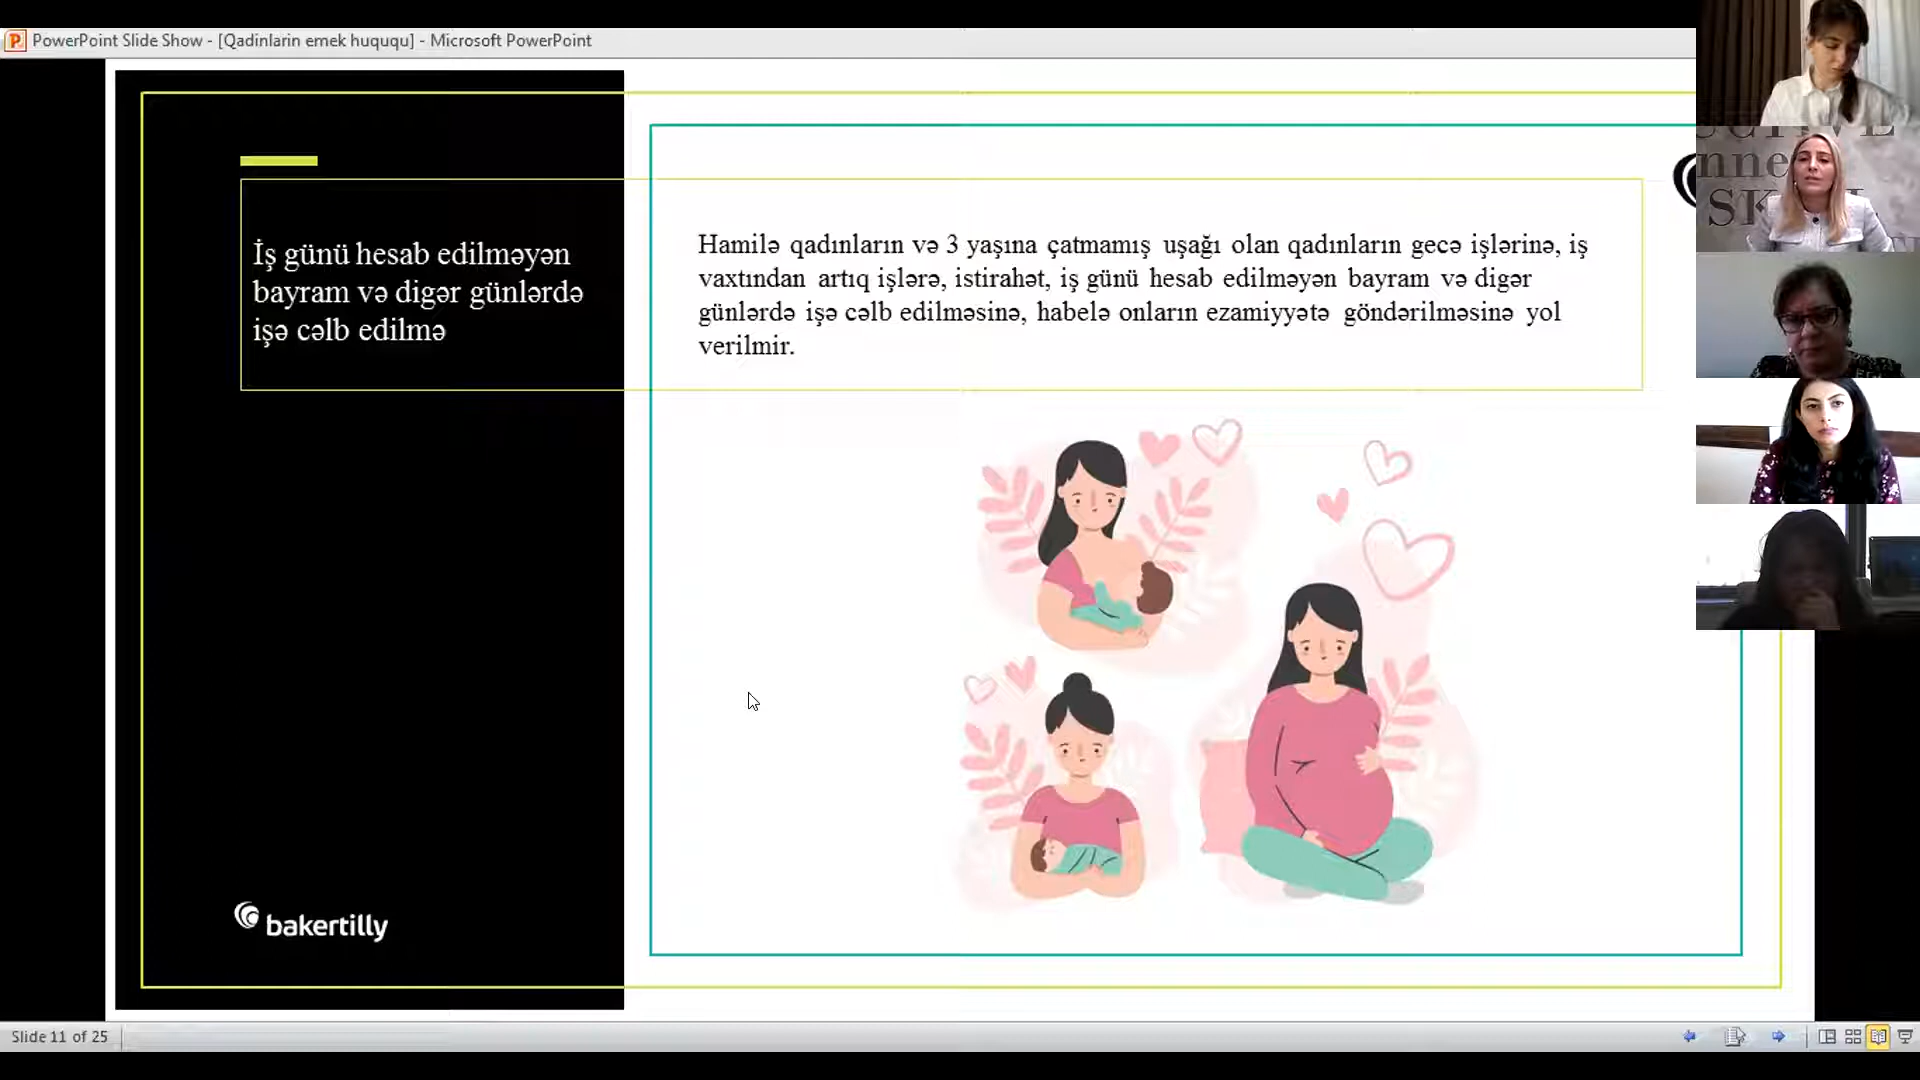 PowerPoint Slide Show - [Qadinlarin emek huququ] - Microsoft PowerPoint
İş günü hesab edilməyən
bayram və digər günlərdə
işə cəlb edilmə
Hamilə qadınların və 3 yaşına çatmamış uşağı olan qadınların gecə işlərinə, iş
vaxtından artıq işlərə, istirahət, iş günü hesab edilməyən bayram və digər
günlərdə işə cəlb edilməsinə, habelə onların ezamiyyətə göndərilməsinə yol
verilmir.
bakertilly
Slide 11 of 25